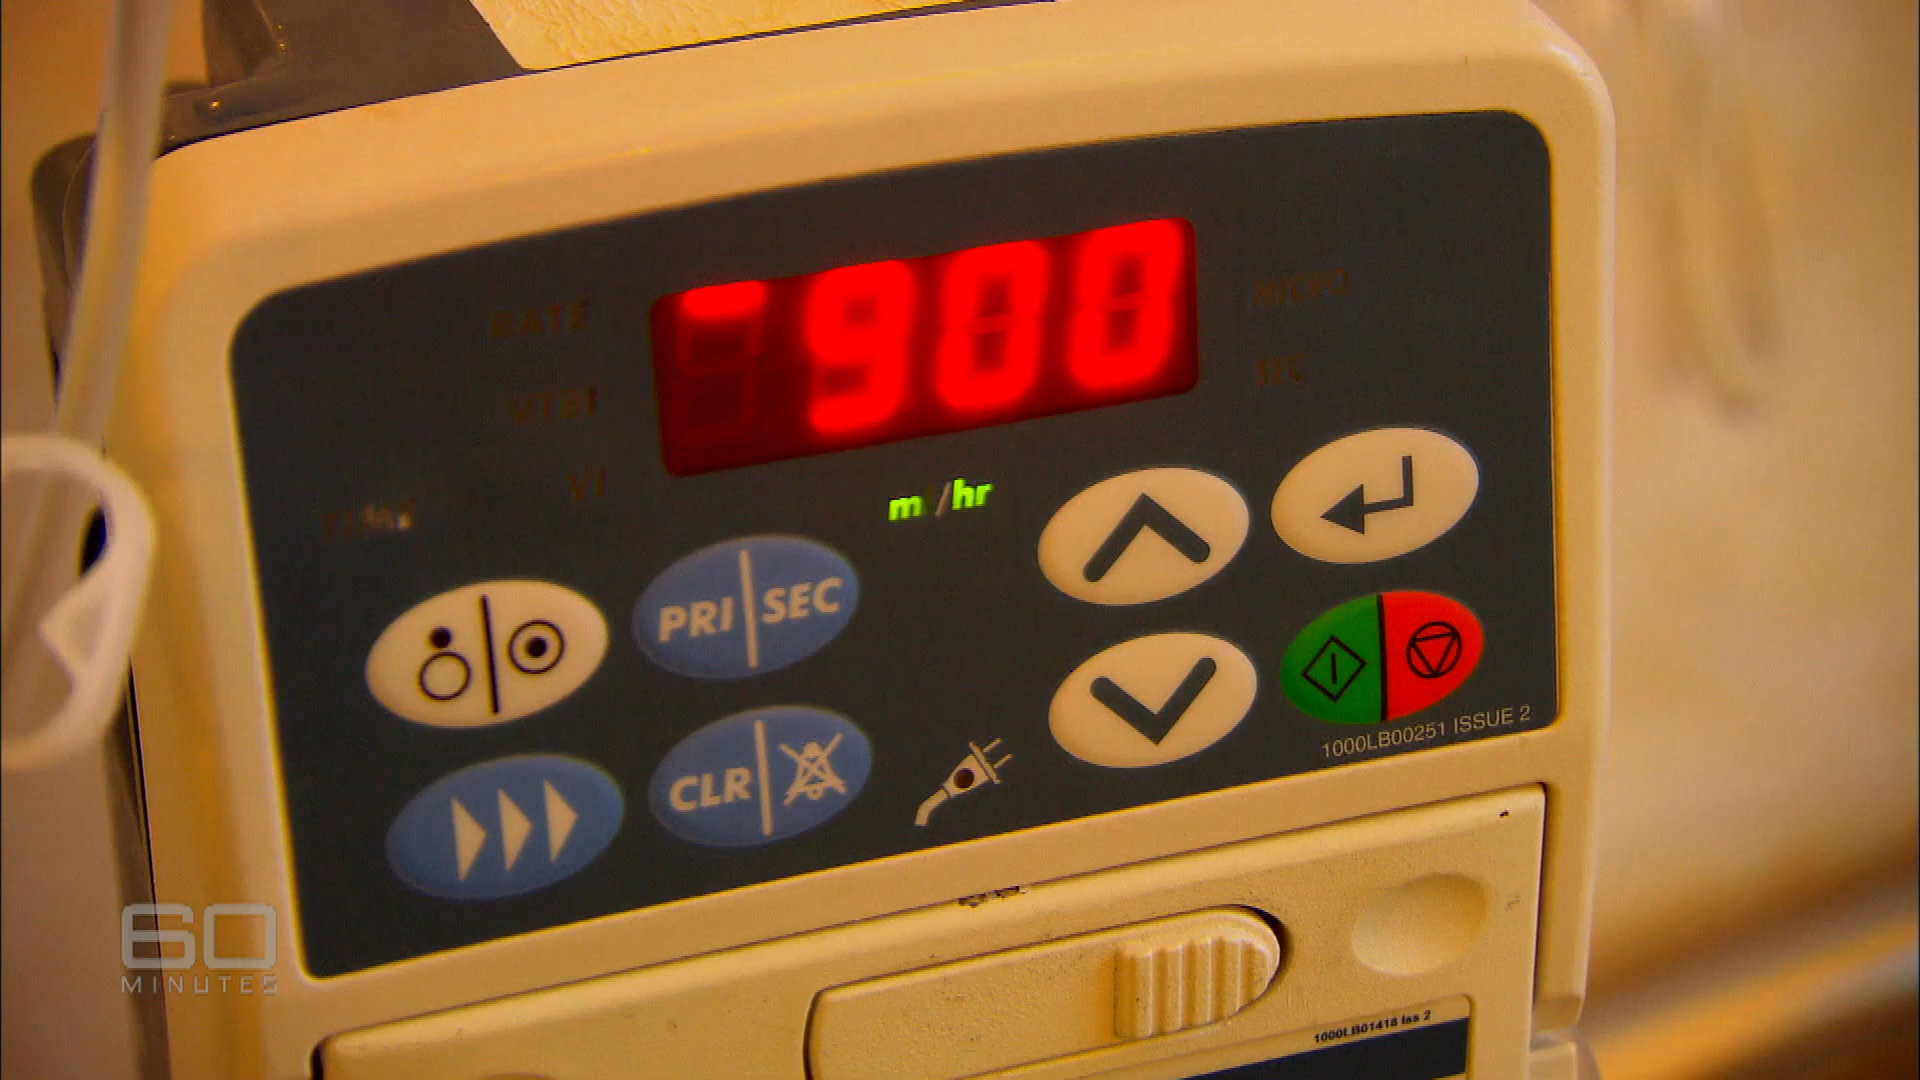 RATE
900
MICRO
VTBI
SEC
TIME
VI
m /hr
PRI SEC
CLR
1000LB00251 ISSUE 2
60
MINUTES
1000LB01418 Iss 2